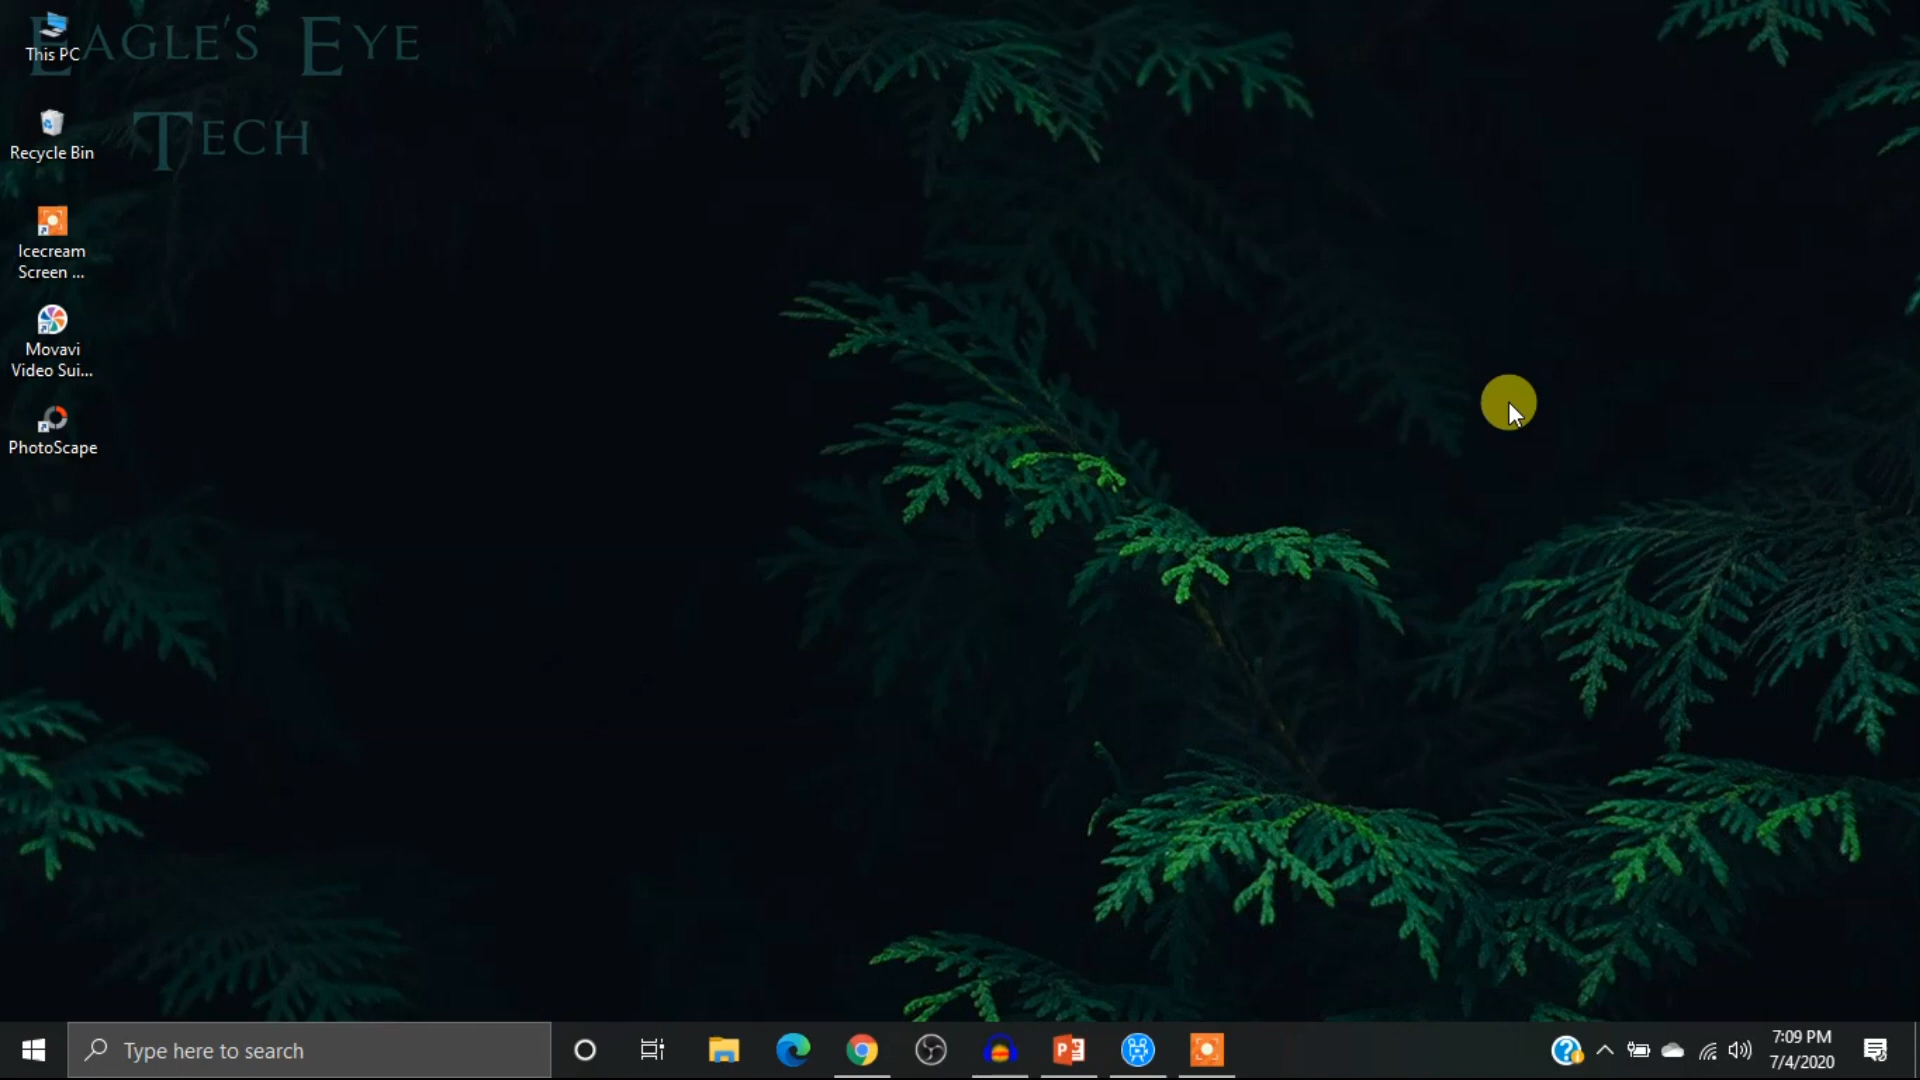 EAGLE'S EYE
TECH
This PC
Recycle Bin
Icecream
Screen ...
Movavi
Video Sui...
PhotoScape
Type here to search
7:09 PM
7/4/2020